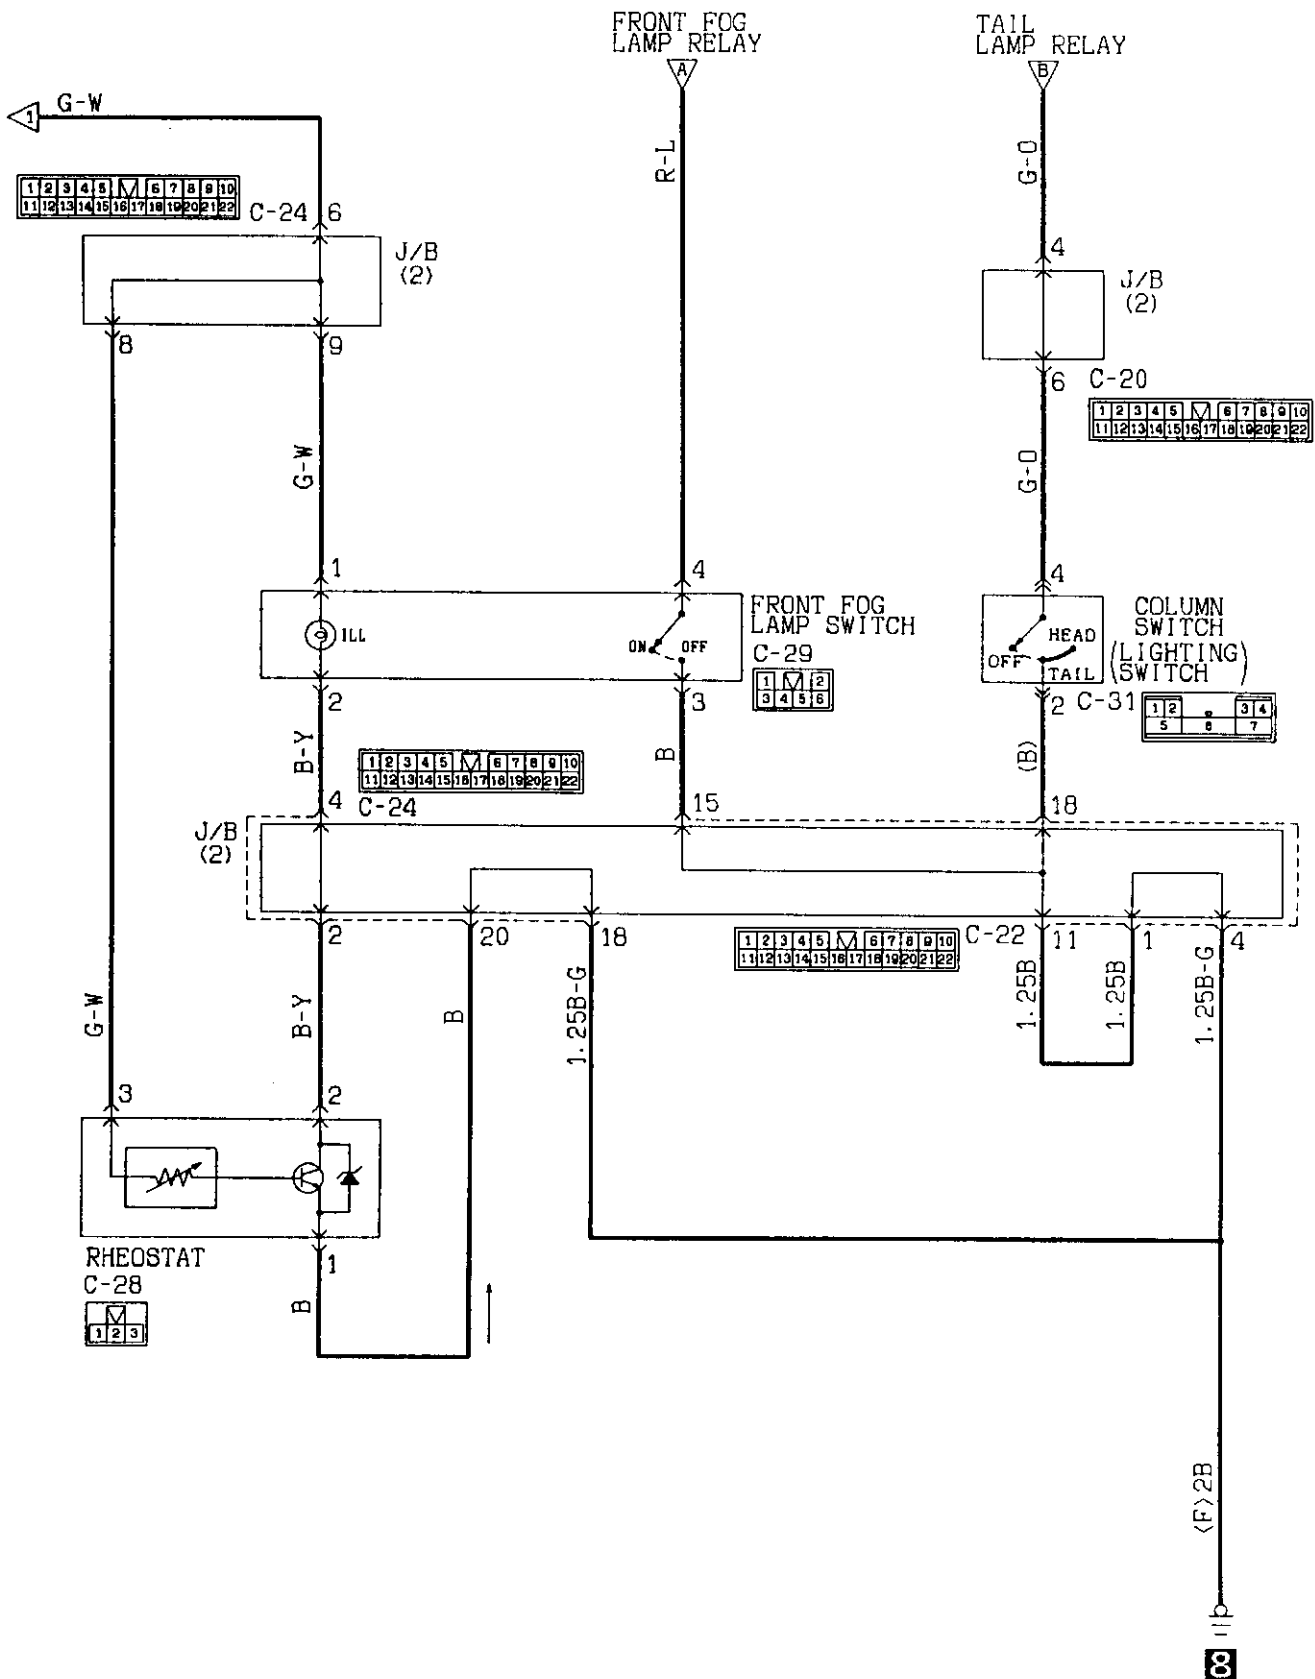 FRONT FOG
LAMP RELAY
TAIL
LAMP RELAY
A
B
1
G-W
R-L
G-O
1 2 3 4 5 6 7 8 9 10
11 12 13 14 15 16 17 18 19 20 21 22
C-24
6
J/B
(2)
4
J/B
(2)
8
9
6
C-20
1 2 3 4 5 6 7 8 9 10
11 12 13 14 15 16 17 18 19 20 21 22
G-W
G-O
1
4
4
ILL
ON
OFF
FRONT FOG
LAMP SWITCH
C-29
1 2
3 4 5 6
OFF
HEAD
TAIL
COLUMN
SWITCH
(LIGHTING)
SWITCH
2
3
2
C-31
1 2 3 4
5 6 7
B-Y
B
(B)
1 2 3 4 5 6 7 8 9 10
11 12 13 14 15 16 17 18 19 20 21 22
4
C-24
15
18
J/B
(2)
2
20
18
1 2 3 4 5 6 7 8 9 10
11 12 13 14 15 16 17 18 19 20 21 22
C-22
11
1
4
G-W
B-Y
B
1.25B-G
1.25B
1.25B
1.25B-G
3
2
RHEOSTAT
C-28
1 2 3
1
B
<F>2B
8